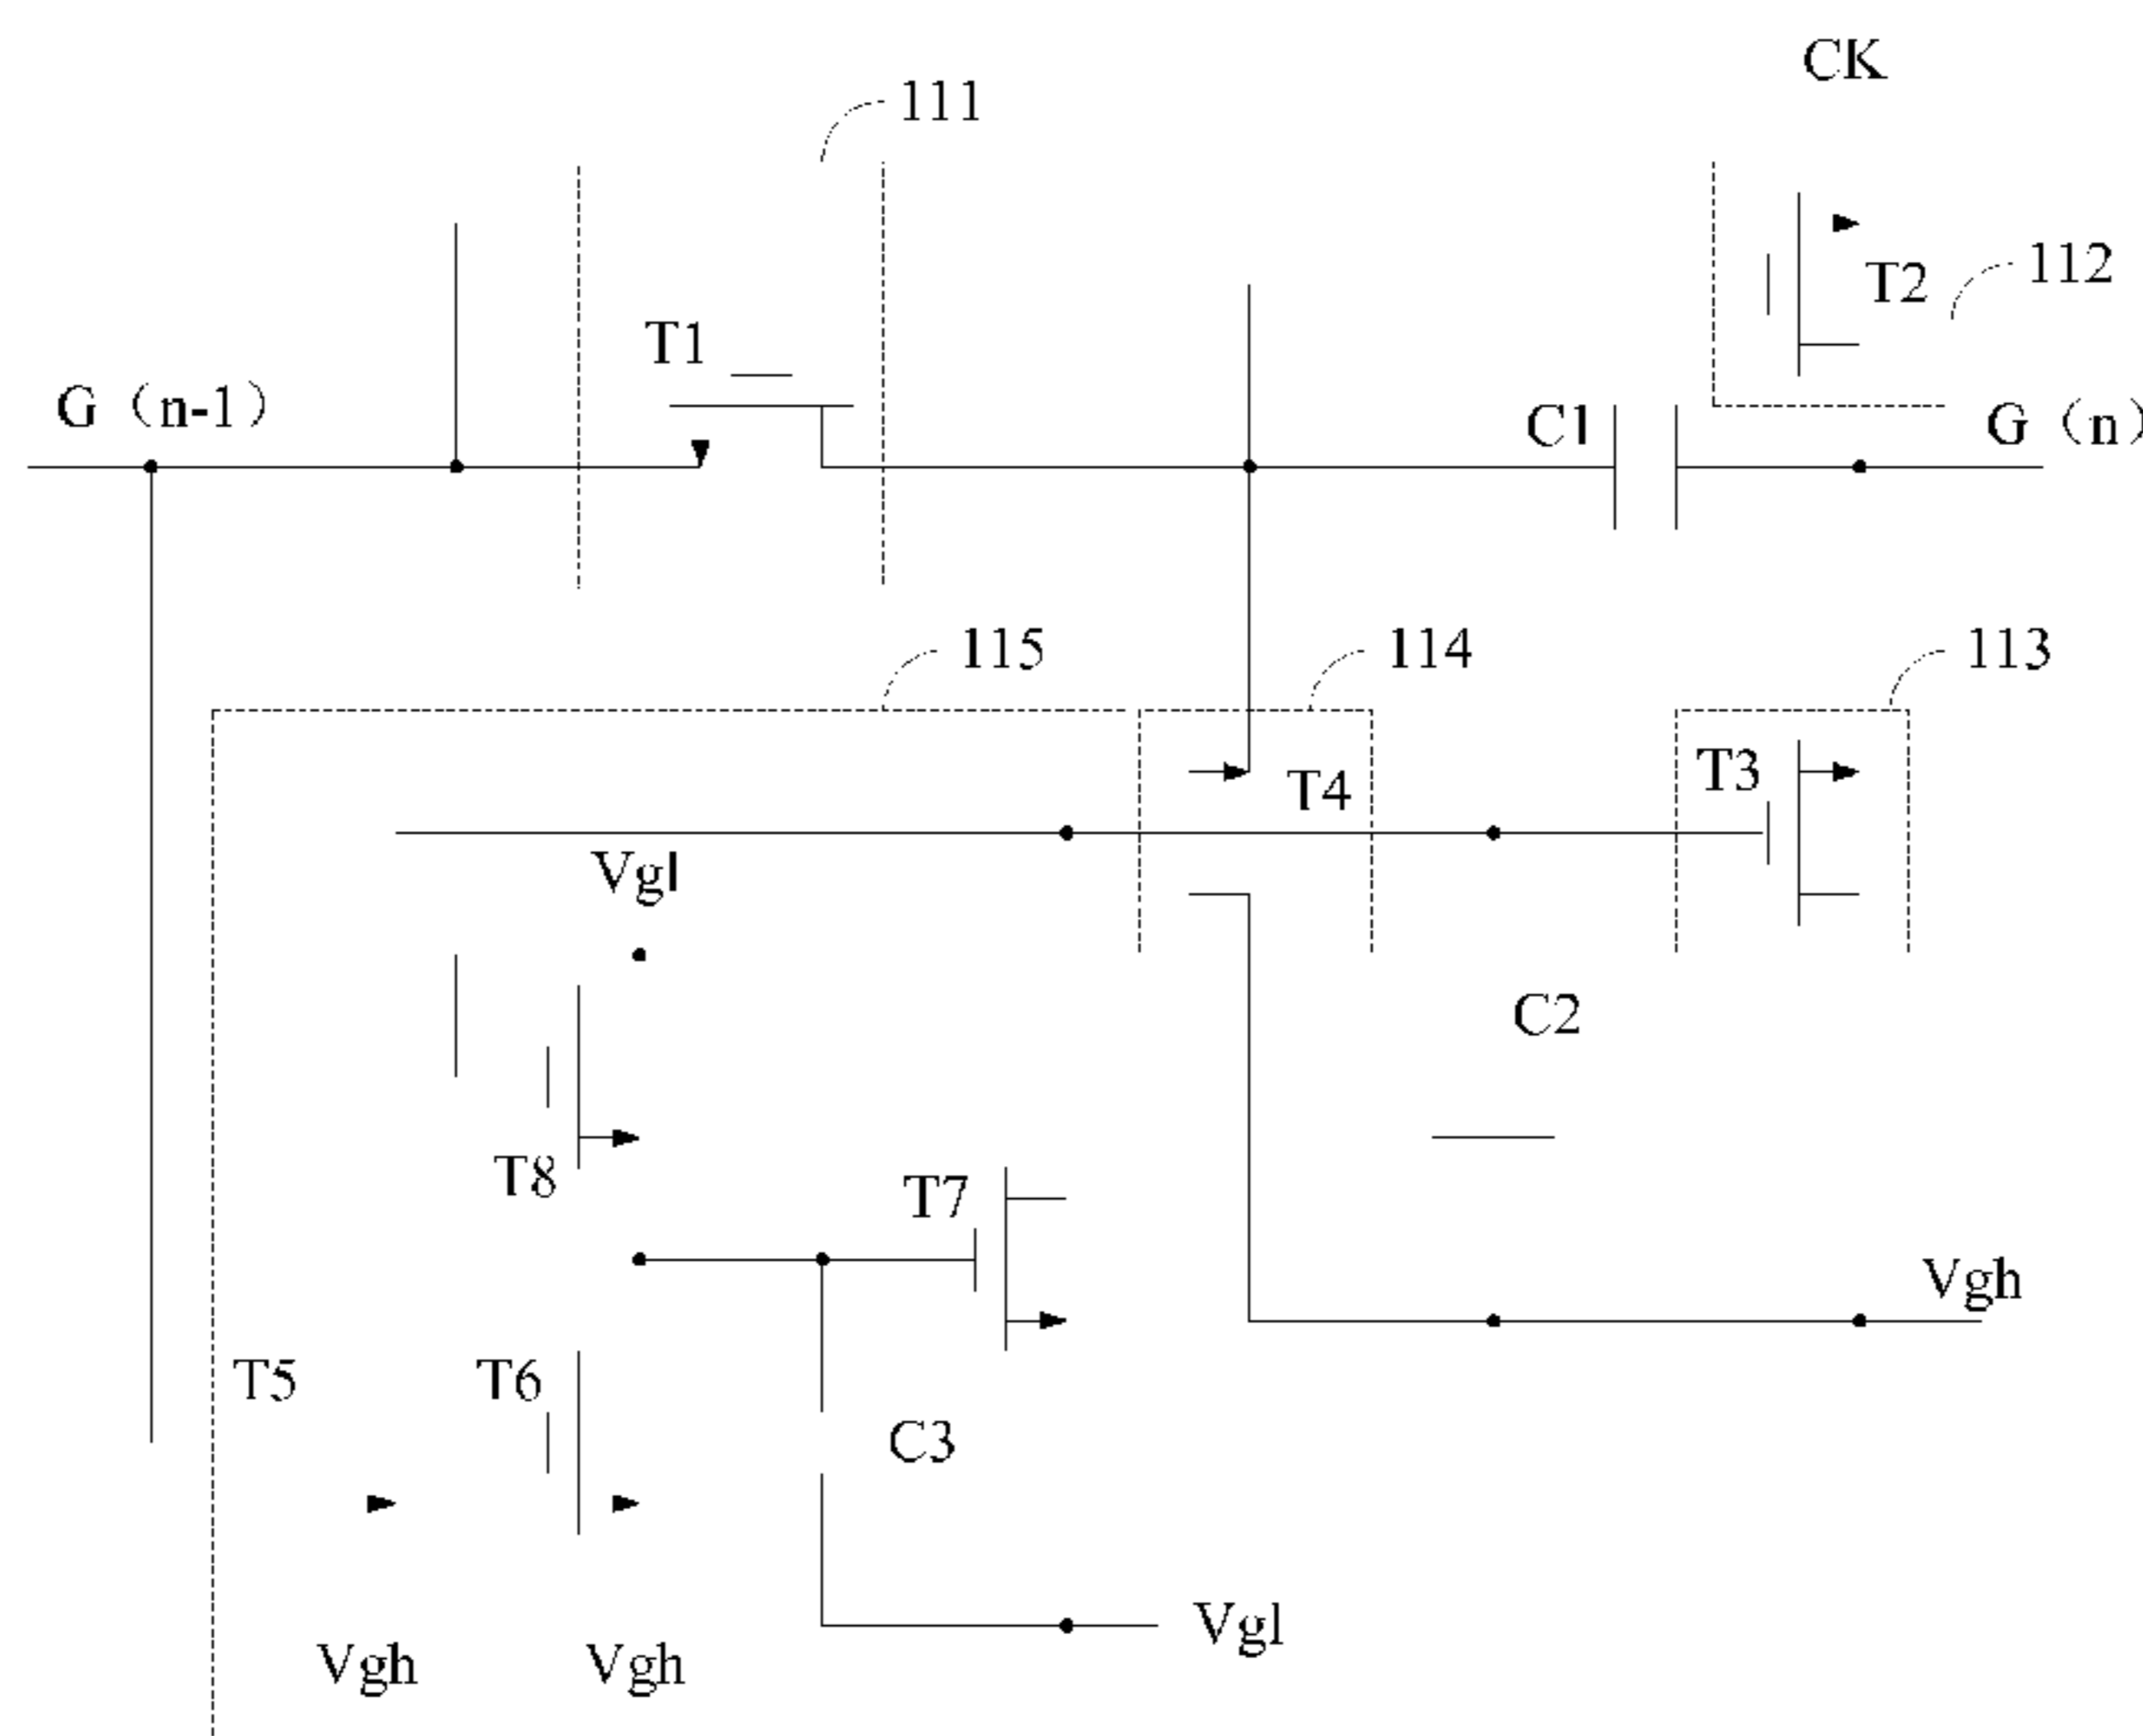 CK
111
T2
112
T1
G（n-1）
C1
G（n）
115
114
113
T4
T3
Vgl
C2
T8
T7
Vgh
T5
T6
C3
Vgl
Vgh
Vgh